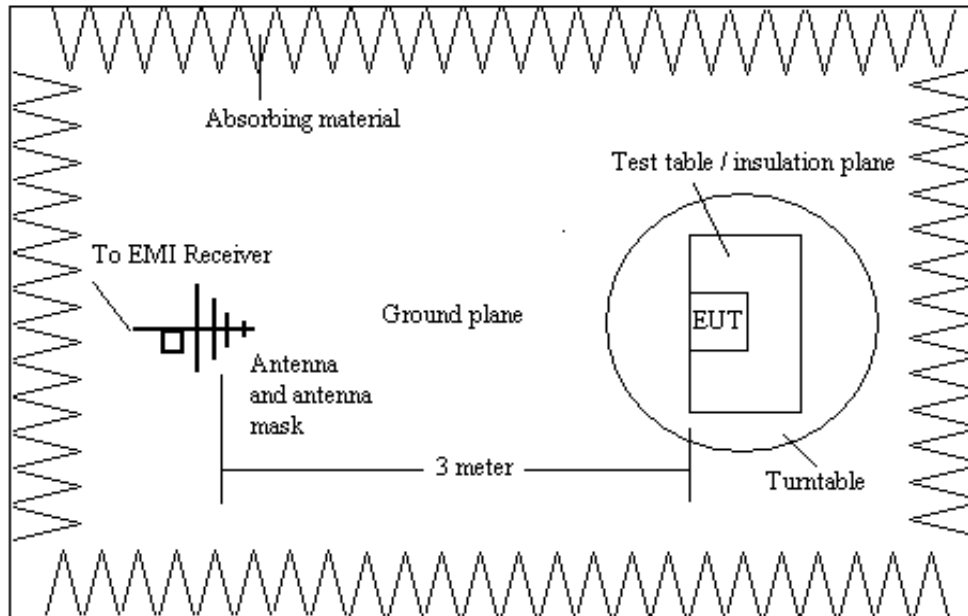 Absorbing material
Test table / insulation plane
To EMI Receiver
Ground plane
EUT
Antenna
and antenna
mask
3 meter
Turntable